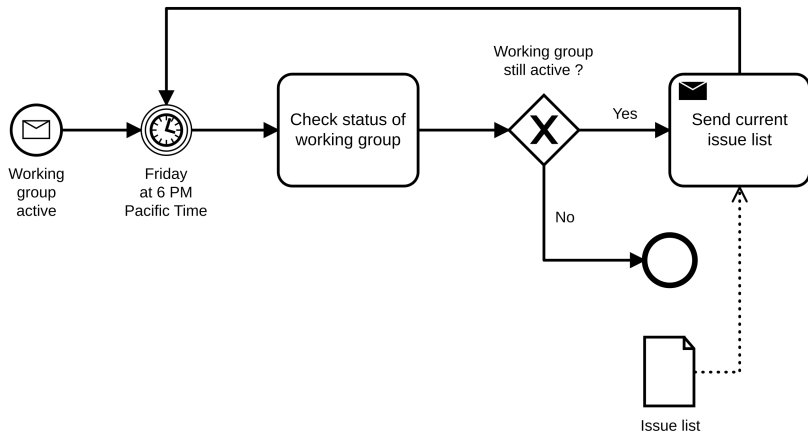 Working group
still active ?
Working
group
active
Friday
at 6 PM
Pacific Time
Check status of
working group
X
Yes
Send current
issue list
No
Issue list